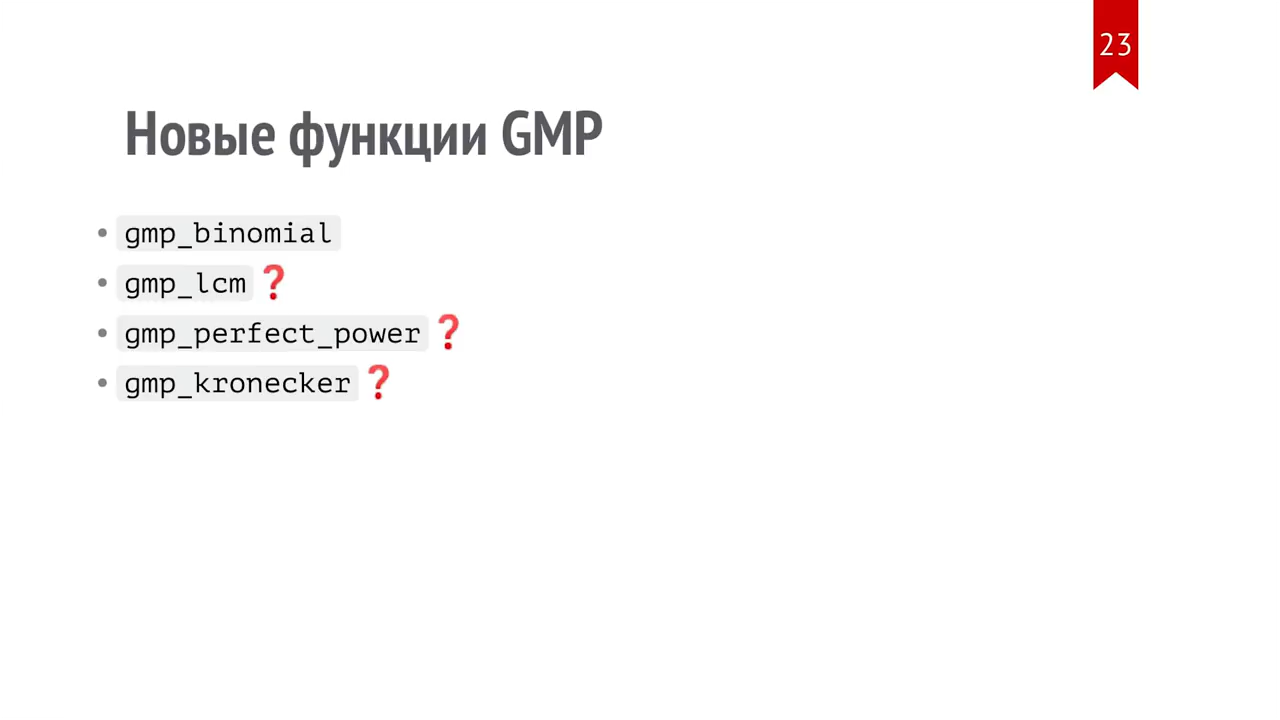 23
Новые функции GMP
• gmp_binomial
• gmp_lcm❓
• gmp_perfect_power❓
• gmp_kronecker❓